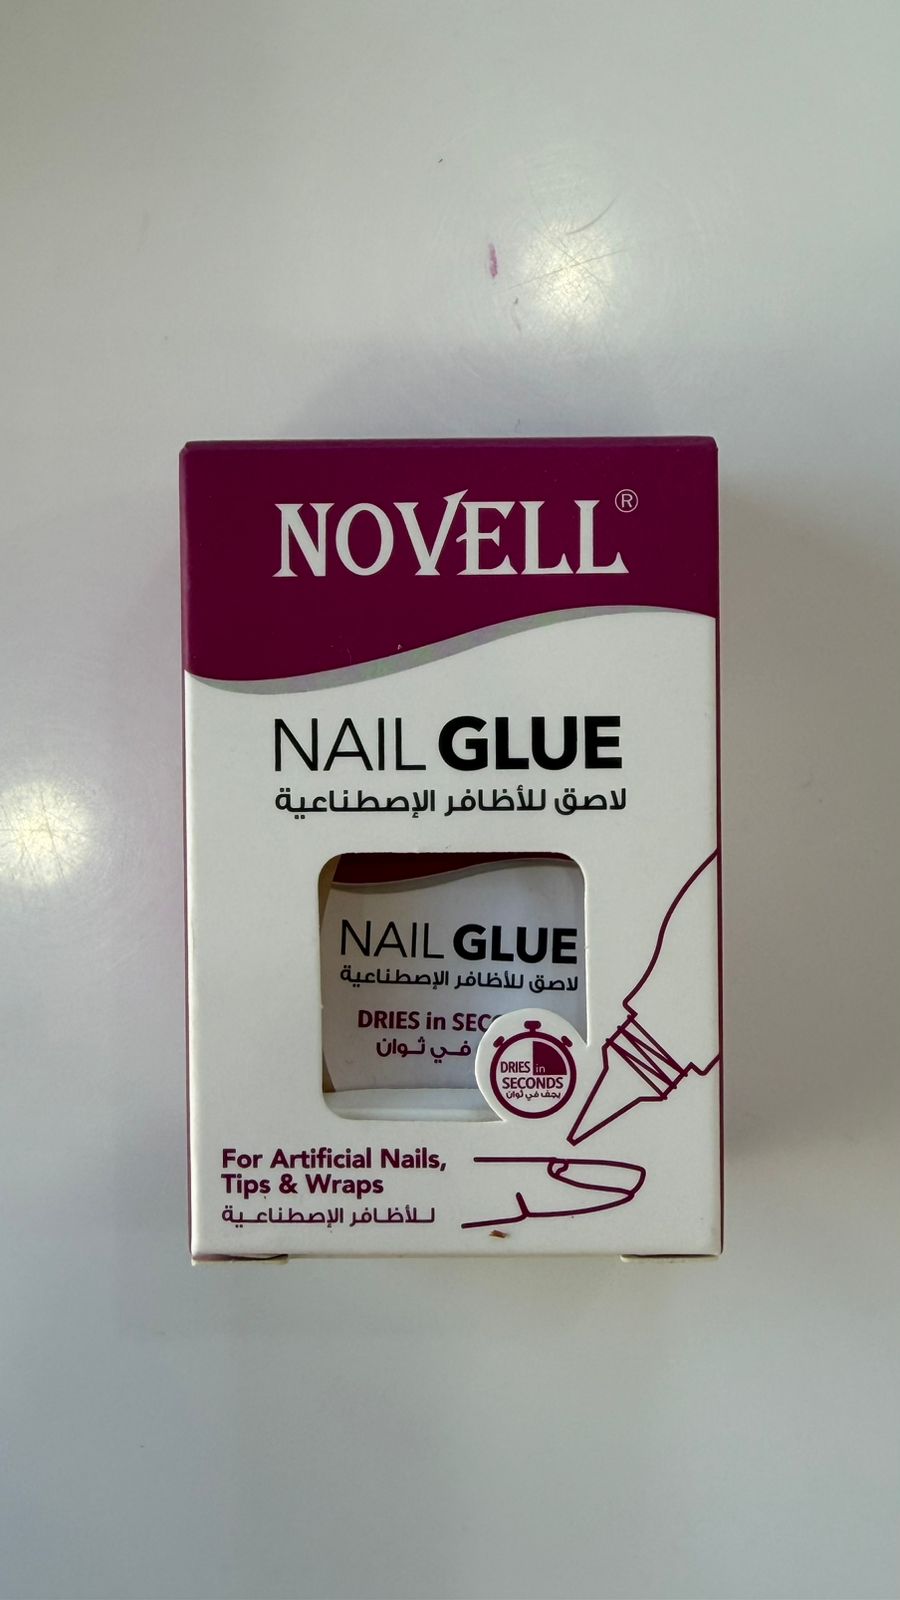 NOVELL®
NAIL GLUE
لاصق للأظافر الإصطناعية
NAIL GLUE
لاصق للأظافر الإصطناعية
DRIES in
في ثوان
DRIES in
SECONDS
يجف في ثوان
For Artificial Nails,
Tips & Wraps
للأظافر الإصطناعية